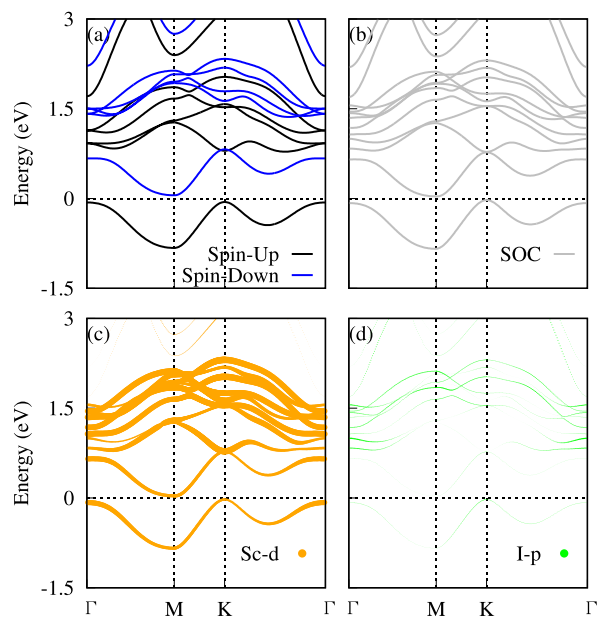 3
(a)
(b)
1.5
Energy (eV)
0
Spin-Up
SOC
Spin-Down
-1.5
3
(c)
(d)
1.5
Energy (eV)
0
Sc-d
I-p
-1.5
Γ
M
K
Γ
M
K
Γ